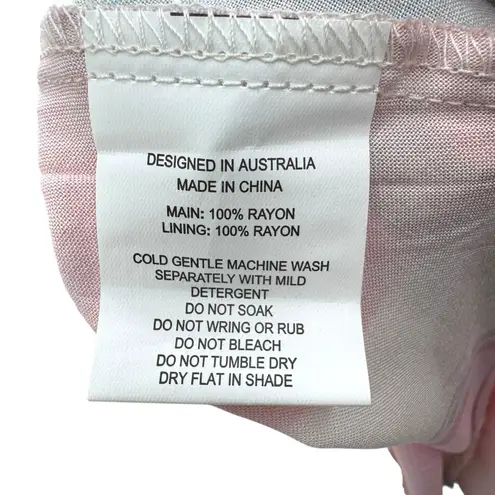 DESIGNED IN AUSTRALIA
MADE IN CHINA
MAIN: 100% RAYON
LINING: 100% RAYON
COLD GENTLE MACHINE WASH
SEPARATELY WITH MILD
DETERGENT
DO NOT SOAK
DO NOT WRING OR RUB
DO NOT BLEACH
DO NOT TUMBLE DRY
DRY FLAT IN SHADE